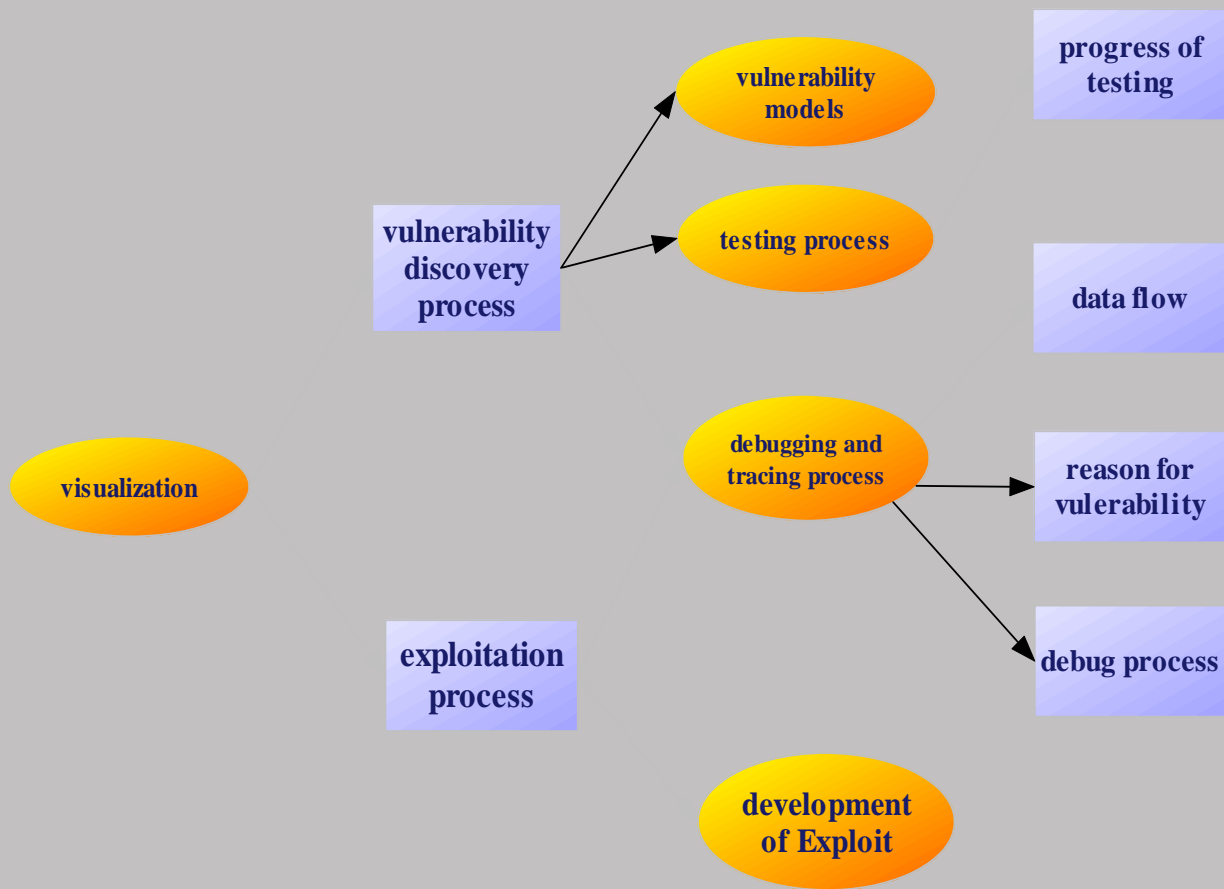 vulnerability
models
progress of
testing
vulnerability
discovery
process
testing process
data flow
visualization
debugging and
tracing process
reason for
vulerability
exploitation
process
debug process
development
of Exploit